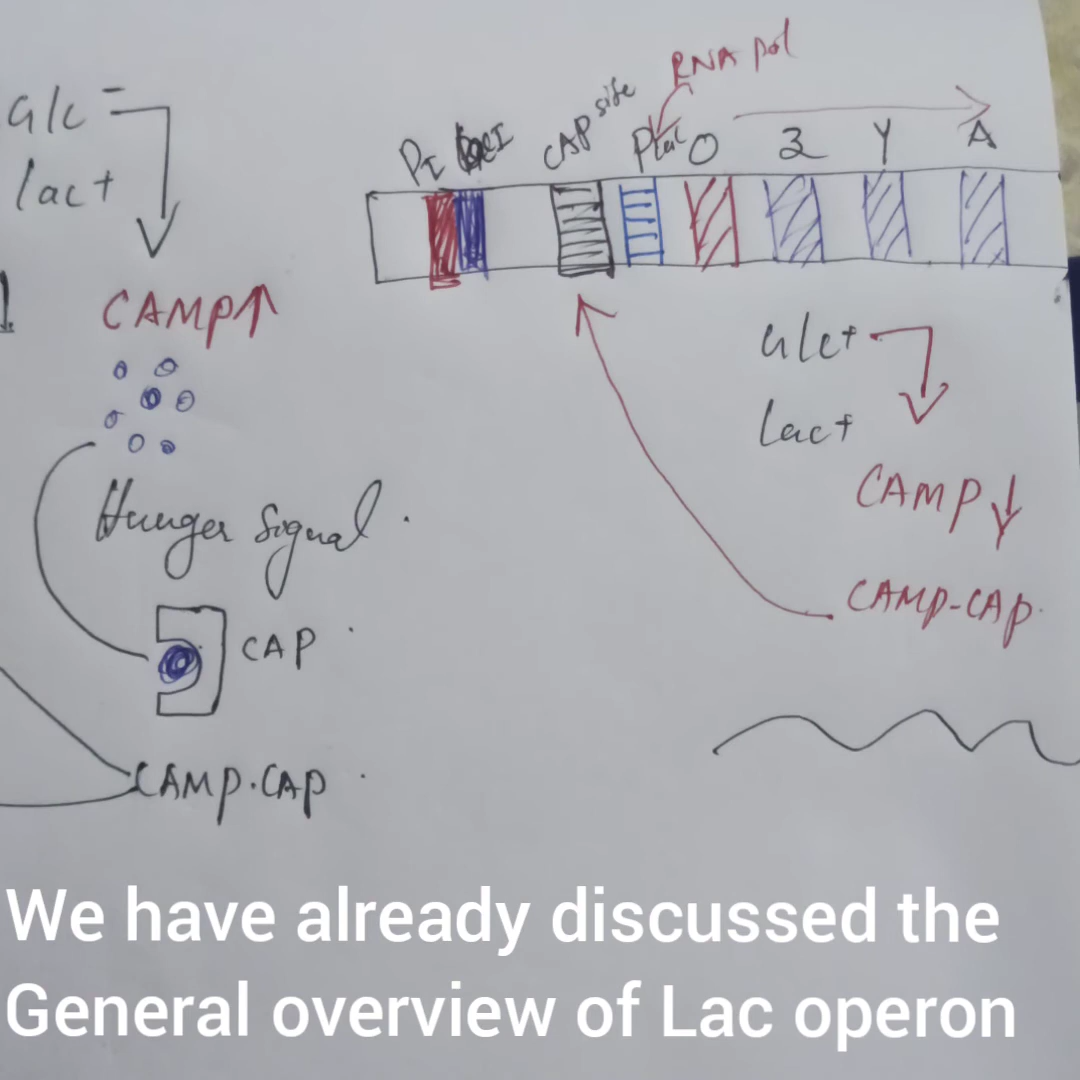 Glc -
lac +
CAMP↑
Hunger Signal.
CAP.
CAMP.CAP.
RNA pol
PI
I
CAP site
Plac
O
Z
Y
A
Glc+
lac+
CAMP↓
CAMP-CAP.
We have already discussed the
General overview of Lac operon